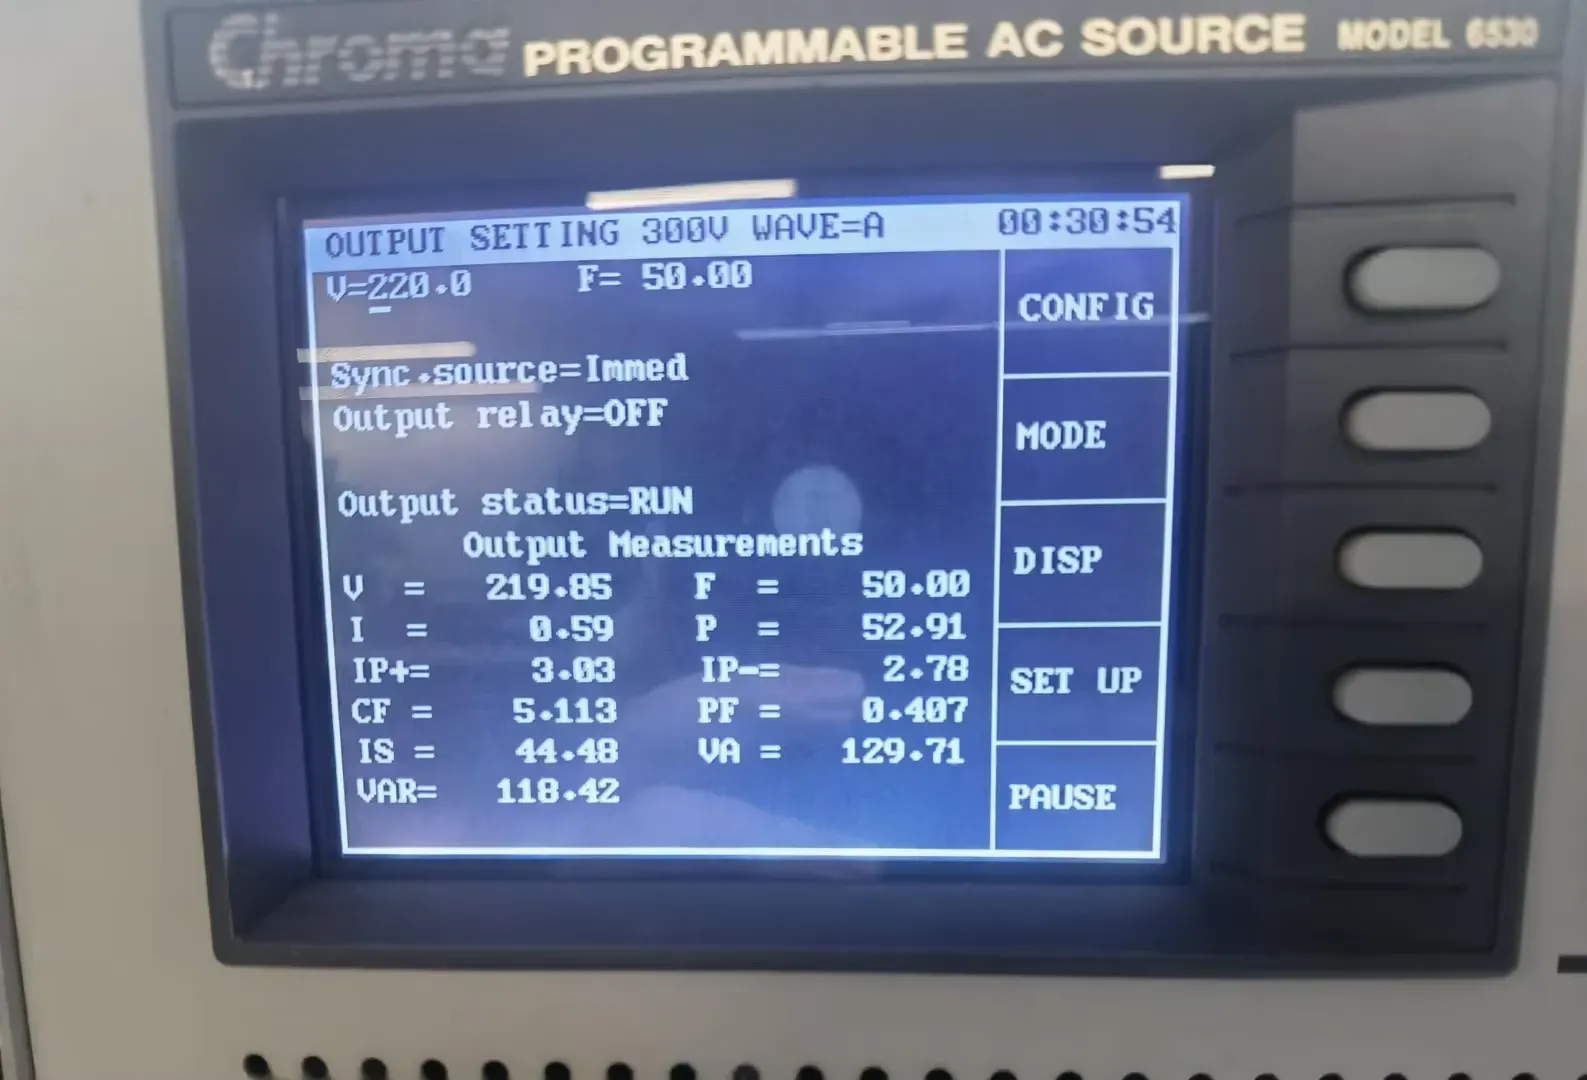 Chroma PROGRAMMABLE AC SOURCE MODEL 6530
OUTPUT SETTING 300V WAVE=A 00:30:54
V=220.0 F= 50.00
CONFIG
Sync.source=Immed
Output relay=OFF
MODE
Output status=RUN
Output Measurements
DISP
V = 219.85 F = 50.00
I = 0.59 P = 52.91
IP+= 3.03 IP-= 2.78
SET UP
CF = 5.113 PF = 0.407
IS = 44.48 VA = 129.71
VAR= 118.42
PAUSE